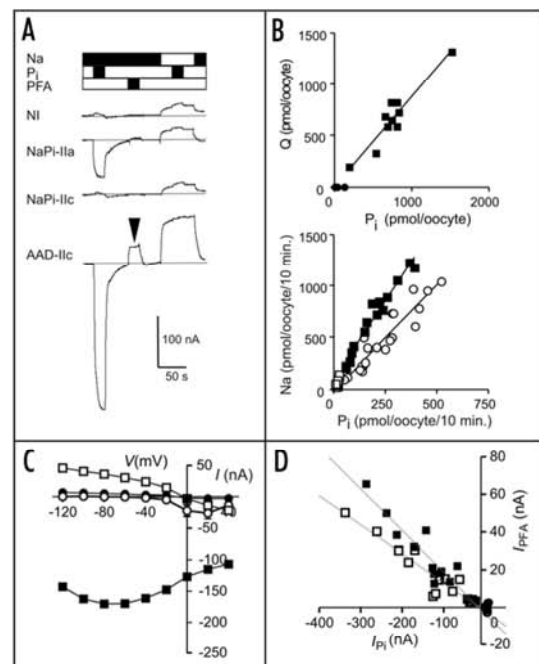 A
Na
Pi
PFA
NI
NaPi-IIa
NaPi-IIc
AAD-IIc
100 nA
50 s
B
1500
1000
500
0
Q (pmol/oocyte)
0 1000 2000
Pi (pmol/oocyte)
1500
1000
500
0
Na (pmol/oocyte/10 min.)
0 250 500 750
Pi (pmol/oocyte/10 min.)
C
V(mV)
50
I (nA)
-120 -80 -40 0 40
-50
-100
-150
-200
-250
D
80
60
40
20
0
-20
IPFA (nA)
-400 -300 -200 -100 0
IPi (nA)